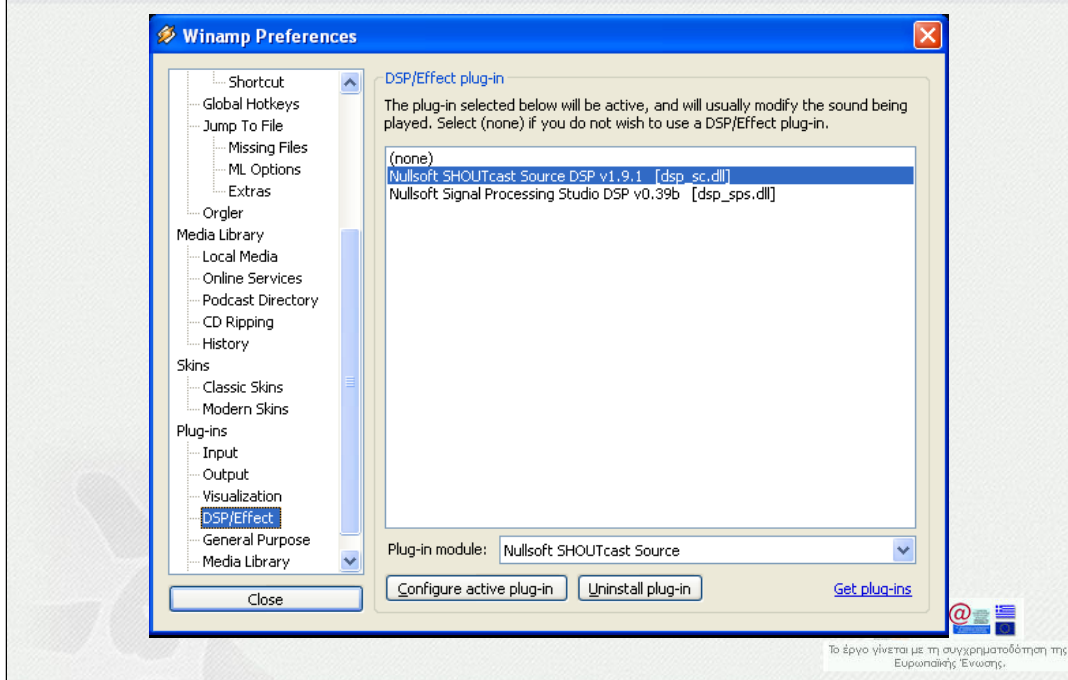 Winamp Preferences
Shortcut
Global Hotkeys
Jump To File
Missing Files
ML Options
Extras
Orgler
Media Library
Local Media
Online Services
Podcast Directory
CD Ripping
History
Skins
Classic Skins
Modern Skins
Plug-ins
Input
Output
Visualization
DSP/Effect
General Purpose
Media Library
Close
DSP/Effect plug-in
The plug-in selected below will be active, and will usually modify the sound being
played. Select (none) if you do not wish to use a DSP/Effect plug-in.
(none)
Nullsoft SHOUTcast Source DSP v1.9.1 [dsp_sc.dll]
Nullsoft Signal Processing Studio DSP v0.39b [dsp_sps.dll]
Plug-in module: Nullsoft SHOUTcast Source
Configure active plug-in Uninstall plug-in Get plug-ins
Το έργο γίνεται με τη συγχρηματοδότηση της
Ευρωπαϊκής Ένωσης.